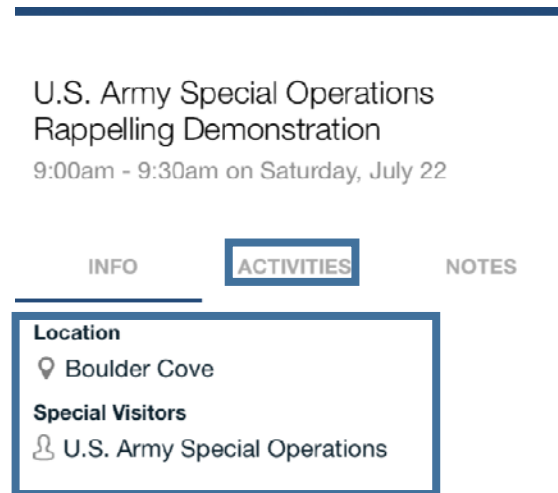 U.S. Army Special Operations
Rappelling Demonstration
9:00am - 9:30am on Saturday, July 22
INFO ACTIVITIES NOTES
Location
Boulder Cove
Special Visitors
U.S. Army Special Operations